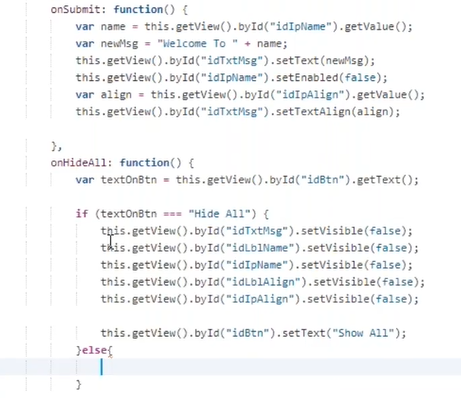 onSubmit: function() {
var name = this.getView().byId("idIpName").getValue();
var newMsg = "Welcome To " + name;
this.getView().byId("idTxtMsg").setText(newMsg);
this.getView().byId("idIpName").setEnabled(false);
var align = this.getView().byId("idIpAlign").getValue();
this.getView().byId("idTxtMsg").setTextAlign(align);
},
onHideAll: function() {
var textOnBtn = this.getView().byId("idBtn").getText();
if (textOnBtn === "Hide All") {
this.getView().byId("idTxtMsg").setVisible(false);
this.getView().byId("idLblName").setVisible(false);
this.getView().byId("idIpName").setVisible(false);
this.getView().byId("idLblAlign").setVisible(false);
this.getView().byId("idIpAlign").setVisible(false);
this.getView().byId("idBtn").setText("Show All");
}else{
}